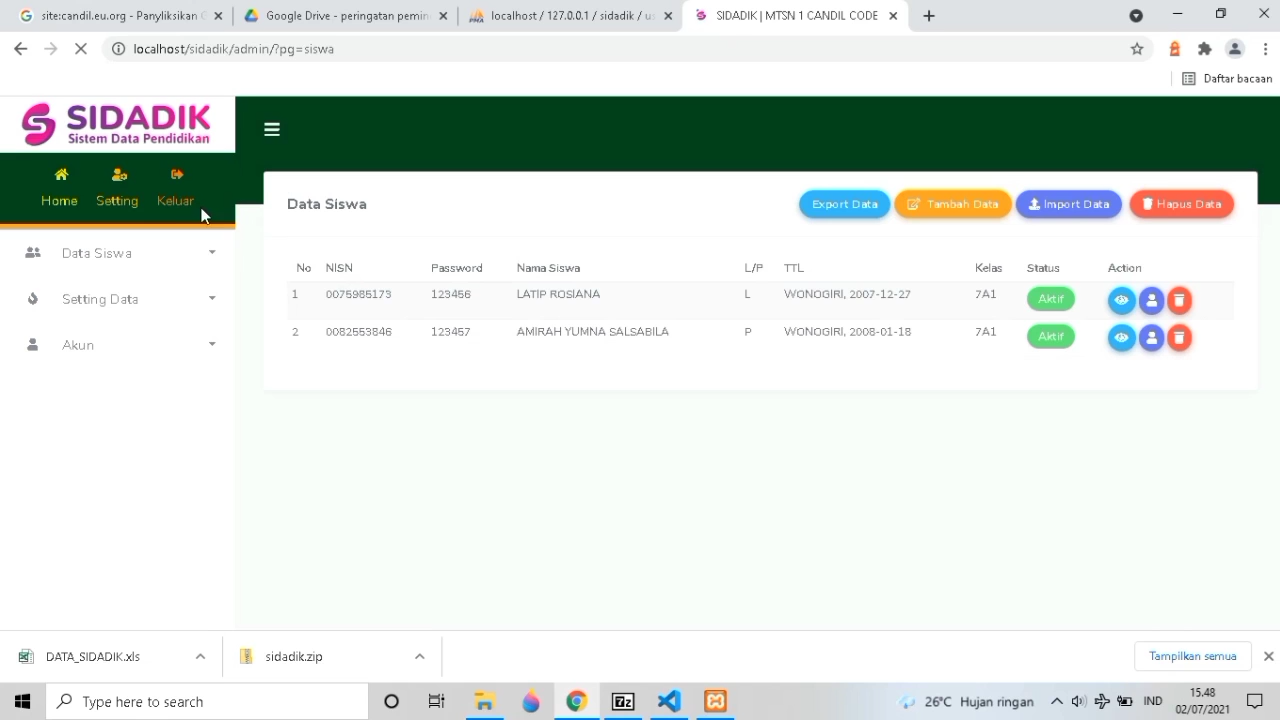 site:candil.eu.org - Panyliksikan G
Google Drive - peringatan pemin
localhost / 127.0.0.1 / sidadik / u
SIDADIK | MTSN 1 CANDIL CODE
localhost/sidadik/admin/?pg=siswa
Daftar bacaan
SIDADIK
Sistem Data Pendidikan
Home Setting Keluar
Data Siswa
Setting Data
Akun
Data Siswa
Export Data Tambah Data Import Data Hapus Data
No NISN Password Nama Siswa L/P TTL Kelas Status Action
1 0075985173 123456 LATIP ROSIANA L WONOGIRI, 2007-12-27 7A1 Aktif
2 0082553846 123457 AMIRAH YUMNA SALSABILA P WONOGIRI, 2008-01-18 7A1 Aktif
DATA_SIDADIK.xls
sidadik.zip
Tampilkan semua
Type here to search
7z
26°C Hujan ringan
IND
15.48
02/07/2021